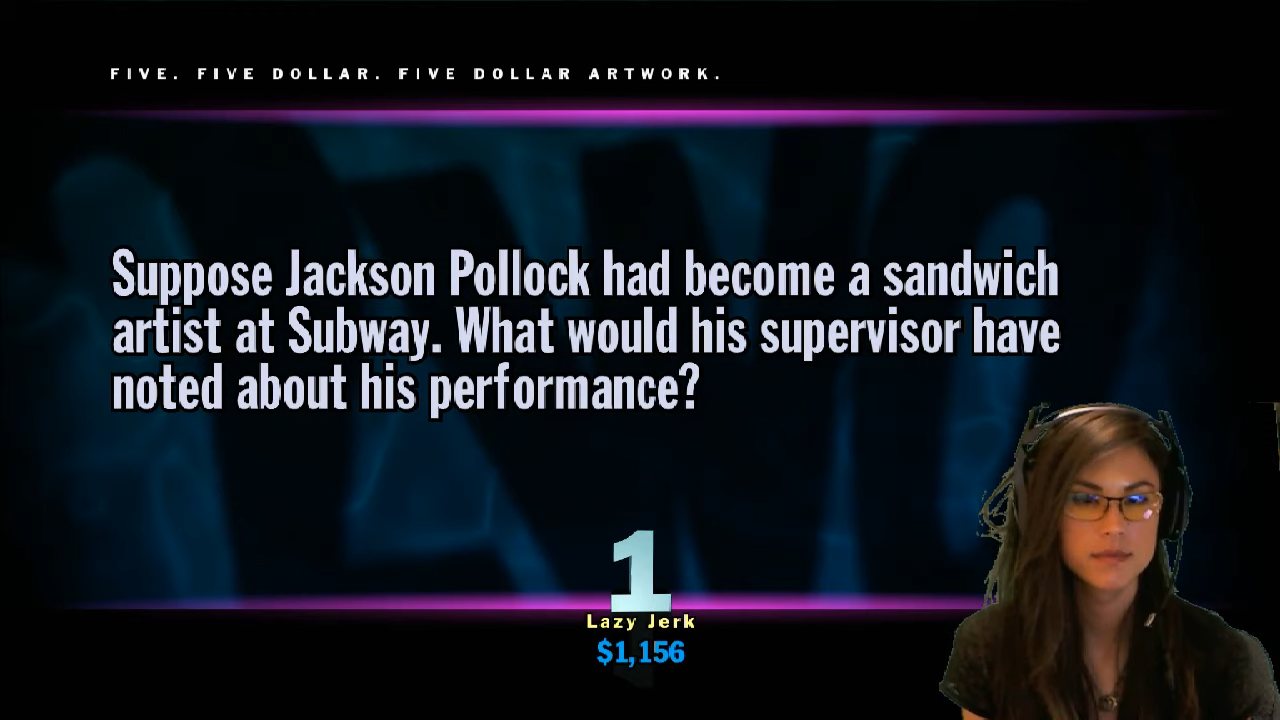 FIVE. FIVE DOLLAR. FIVE DOLLAR ARTWORK.
Suppose Jackson Pollock had become a sandwich
artist at Subway. What would his supervisor have
noted about his performance?
1
Lazy Jerk
$1,156